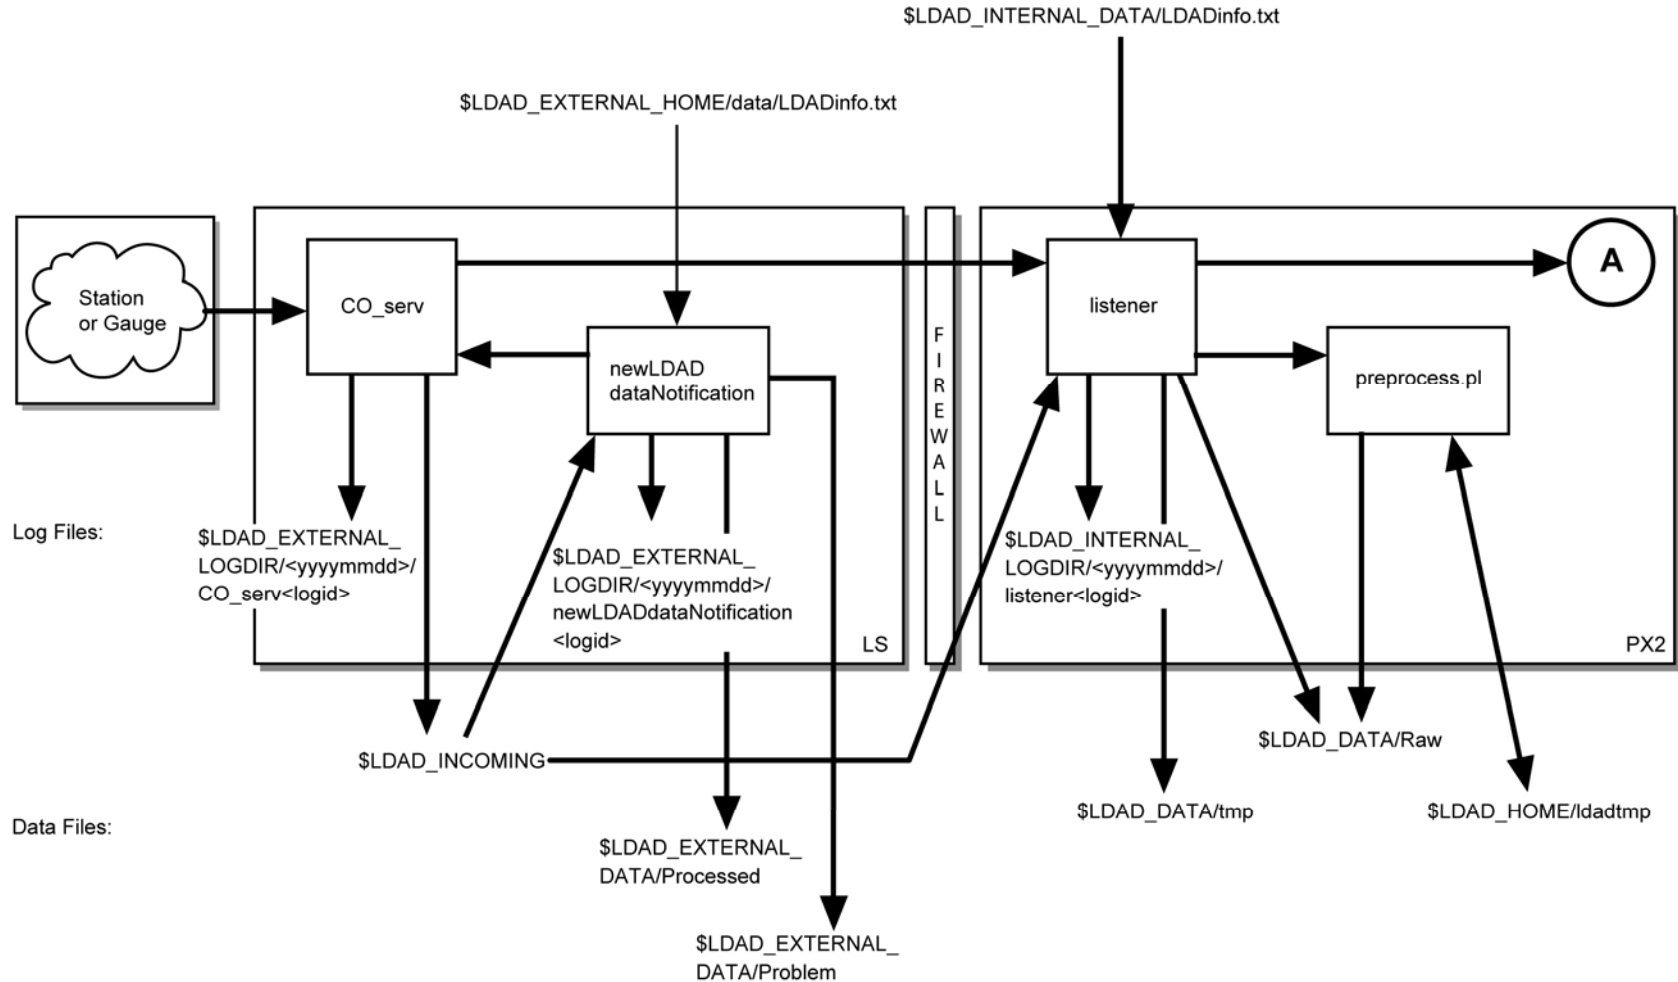 $LDAD_INTERNAL_DATA/LDADinfo.txt
$LDAD_EXTERNAL_HOME/data/LDADinfo.txt
Station
or Gauge
CO_serv
newLDAD
dataNotification
F
I
R
E
W
A
L
L
listener
A
preprocess.pl
Log Files:
$LDAD_EXTERNAL_
LOGDIR/<yyyymmdd>/
CO_serv<logid>
$LDAD_EXTERNAL_
LOGDIR/<yyyymmdd>/
newLDADdataNotification
<logid>
LS
$LDAD_INTERNAL_
LOGDIR/<yyyymmdd>/
listener<logid>
PX2
$LDAD_INCOMING
$LDAD_DATA/Raw
$LDAD_DATA/tmp
$LDAD_HOME/ldadtmp
Data Files:
$LDAD_EXTERNAL_
DATA/Processed
$LDAD_EXTERNAL_
DATA/Problem